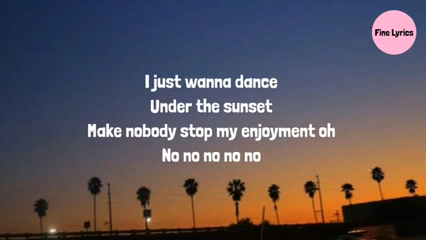 Fine Lyrics
I just wanna dance
Under the sunset
Make nobody stop my enjoyment oh
No no no no no